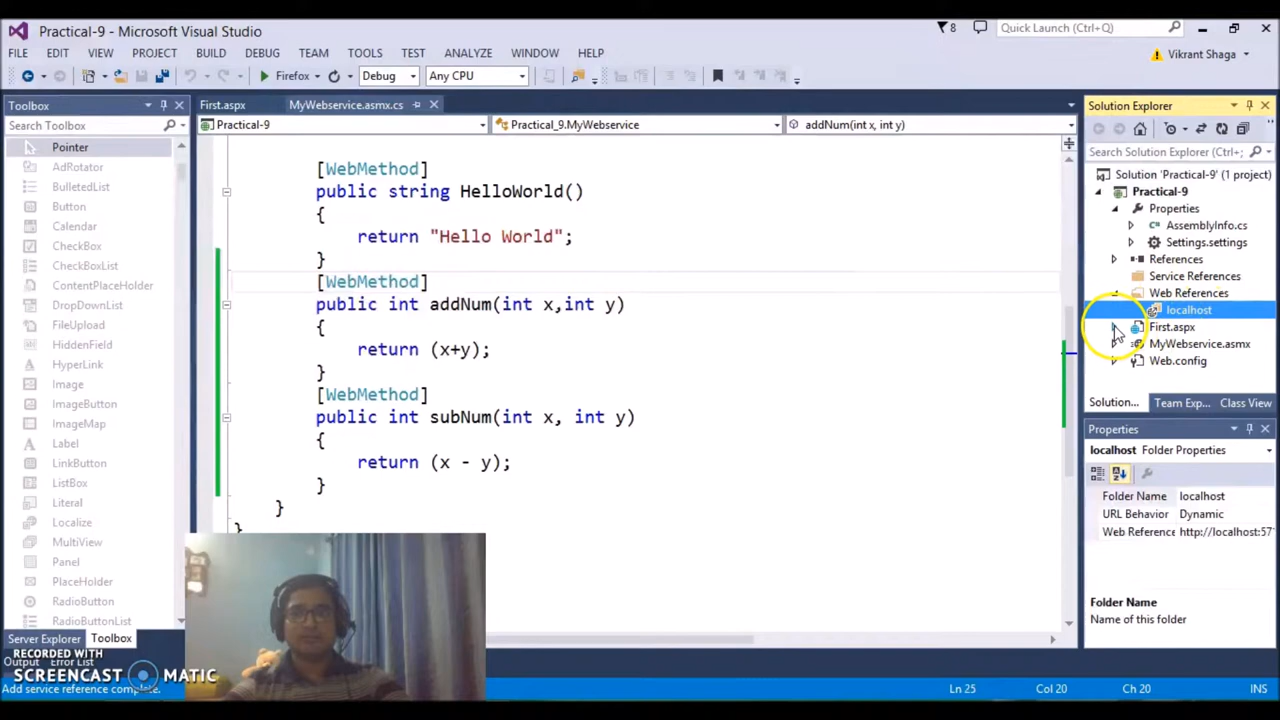 Practical-9 - Microsoft Visual Studio
8
Quick Launch (Ctrl+Q)
FILE EDIT VIEW PROJECT BUILD DEBUG TEAM TOOLS TEST ANALYZE WINDOW HELP
Vikrant Shaga
Firefox Debug Any CPU
Toolbox
First.aspx MyWebservice.asmx.cs
Search Toolbox
Practical-9 Practical_9.MyWebservice addNum(int x, int y)
Pointer
AdRotator
BulletedList
Button
Calendar
CheckBox
CheckBoxList
ContentPlaceHolder
DropDownList
FileUpload
HiddenField
HyperLink
Image
ImageButton
ImageMap
Label
LinkButton
ListBox
Literal
Localize
MultiView
Panel
PlaceHolder
RadioButton
RadioButtonList
Server Explorer Toolbox
Output Error List
[WebMethod]
public string HelloWorld()
{
return "Hello World";
}
[WebMethod]
public int addNum(int x,int y)
{
return (x+y);
}
[WebMethod]
public int subNum(int x, int y)
{
return (x - y);
}
}
}
Solution Explorer
Search Solution Explorer (Ctrl+;
Solution 'Practical-9' (1 project)
Practical-9
Properties
AssemblyInfo.cs
Settings.settings
References
Service References
Web References
localhost
First.aspx
MyWebservice.asmx
Web.config
Solution... Team Exp... Class View
Properties
localhost Folder Properties
Folder Name localhost
URL Behavior Dynamic
Web Reference http://localhost:57
Folder Name
Name of this folder
RECORDED WITH
SCREENCAST MATIC
Add service reference complete.
Ln 25 Col 20 Ch 20 INS